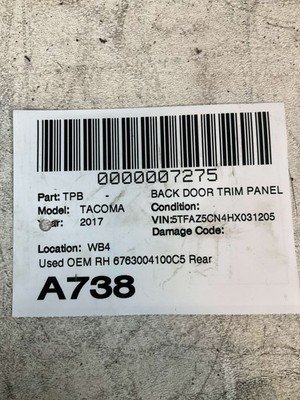 0000007275
Part: TPB BACK DOOR TRIM PANEL
Model: TACOMA Condition:
ar: 2017 VIN:5TFAZ5CN4HX031205
Damage Code:
Location: WB4
Used OEM RH 6763004100C5 Rear
A738